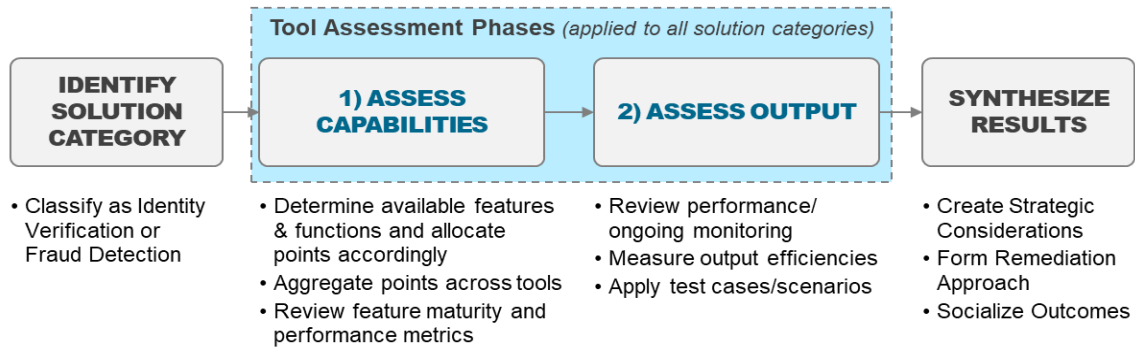 Tool Assessment Phases (applied to all solution categories)
IDENTIFY
SOLUTION
CATEGORY
1) ASSESS
CAPABILITIES
2) ASSESS OUTPUT
SYNTHESIZE
RESULTS
• Classify as Identity
Verification or
Fraud Detection
• Determine available features
& functions and allocate
points accordingly
• Aggregate points across tools
• Review feature maturity and
performance metrics
• Review performance/
ongoing monitoring
• Measure output efficiencies
• Apply test cases/scenarios
• Create Strategic
Considerations
• Form Remediation
Approach
• Socialize Outcomes